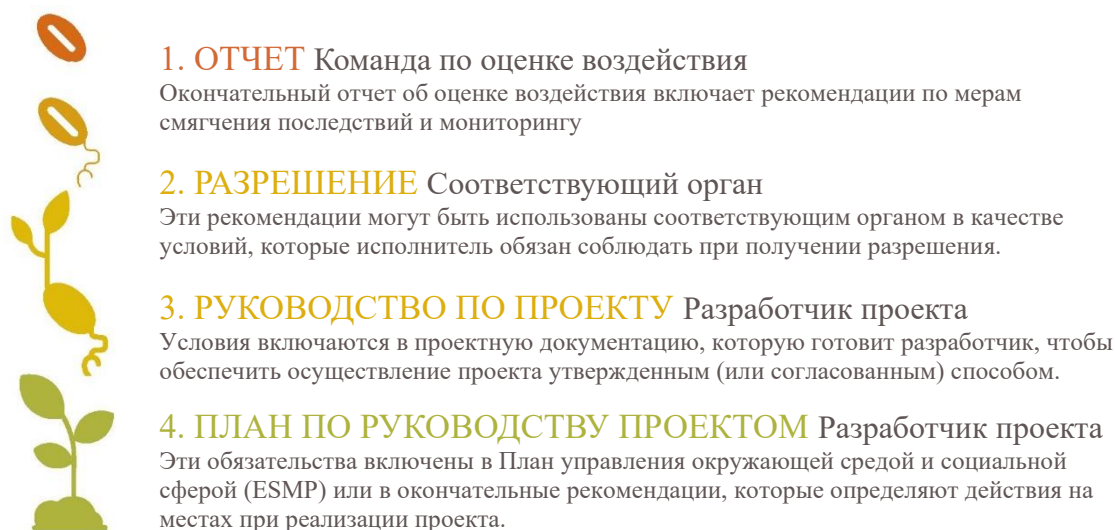 1. ОТЧЕТ Команда по оценке воздействия
Окончательный отчет об оценке воздействия включает рекомендации по мерам
смягчения последствий и мониторингу
2. РАЗРЕШЕНИЕ Соответствующий орган
Эти рекомендации могут быть использованы соответствующим органом в качестве
условий, которые исполнитель обязан соблюдать при получении разрешения.
3. РУКОВОДСТВО ПО ПРОЕКТУ Разработчик проекта
Условия включаются в проектную документацию, которую готовит разработчик, чтобы
обеспечить осуществление проекта утвержденным (или согласованным) способом.
4. ПЛАН ПО РУКОВОДСТВУ ПРОЕКТОМ Разработчик проекта
Эти обязательства включены в План управления окружающей средой и социальной
сферой (ESMP) или в окончательные рекомендации, которые определяют действия на
местах при реализации проекта.